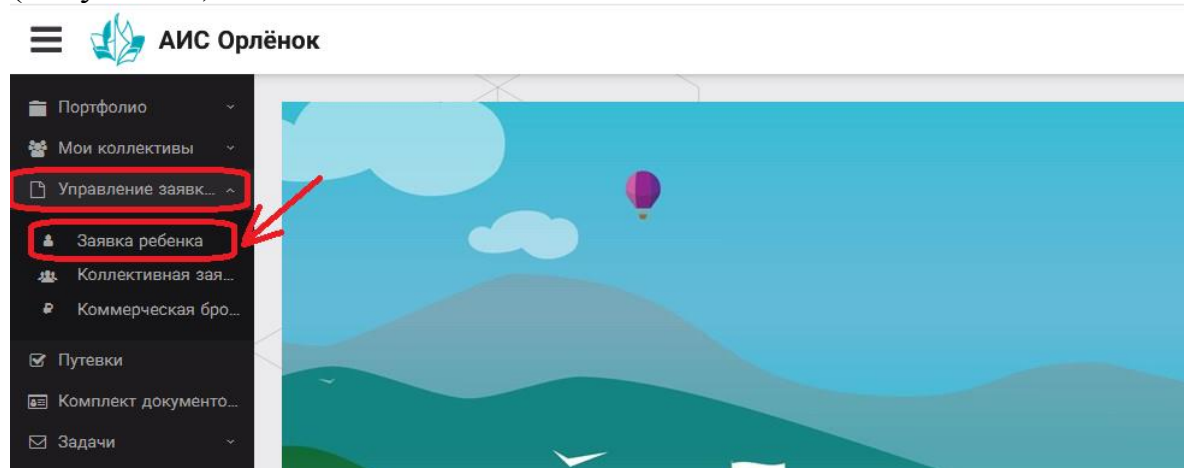 АИС Орлёнок
Портфолио
Мои коллективы
Управление заявк...
Заявка ребенка
Коллективная зая...
Коммерческая бро...
Путевки
Комплект документо...
Задачи